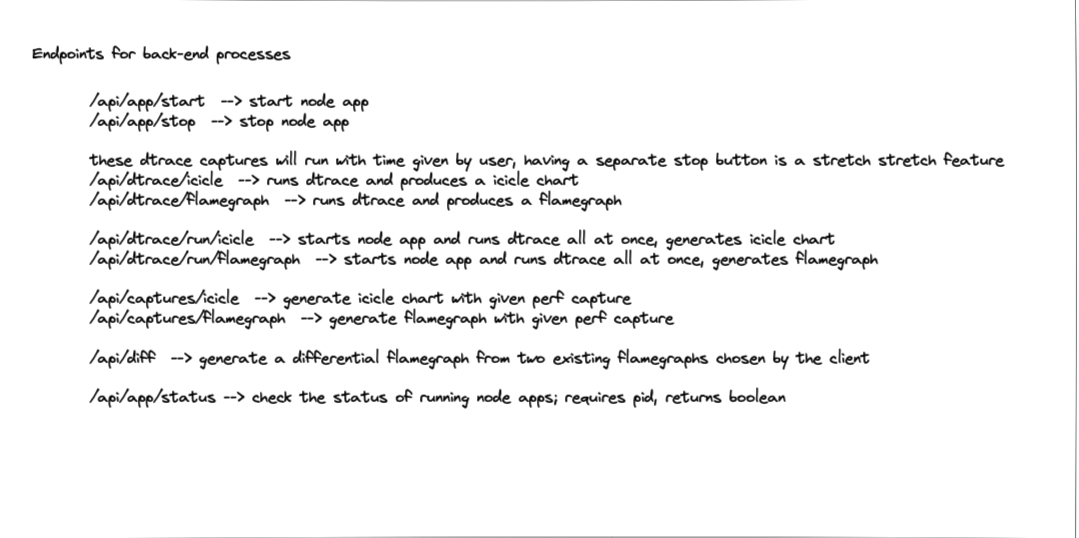 Endpoints for back-end processes
/api/app/start --> start node app
/api/app/stop --> stop node app
these dtrace captures will run with time given by user, having a separate stop button is a stretch stretch feature
/api/dtrace/icicle --> runs dtrace and produces a icicle chart
/api/dtrace/flamegraph --> runs dtrace and produces a flamegraph
/api/dtrace/run/icicle --> starts node app and runs dtrace all at once, generates icicle chart
/api/dtrace/run/flamegraph --> starts node app and runs dtrace all at once, generates flamegraph
/api/captures/icicle --> generate icicle chart with given perf capture
/api/captures/flamegraph --> generate flamegraph with given perf capture
/api/diff --> generate a differential flamegraph from two existing flamegraphs chosen by the client
/api/app/status --> check the status of running node apps; requires pid, returns boolean